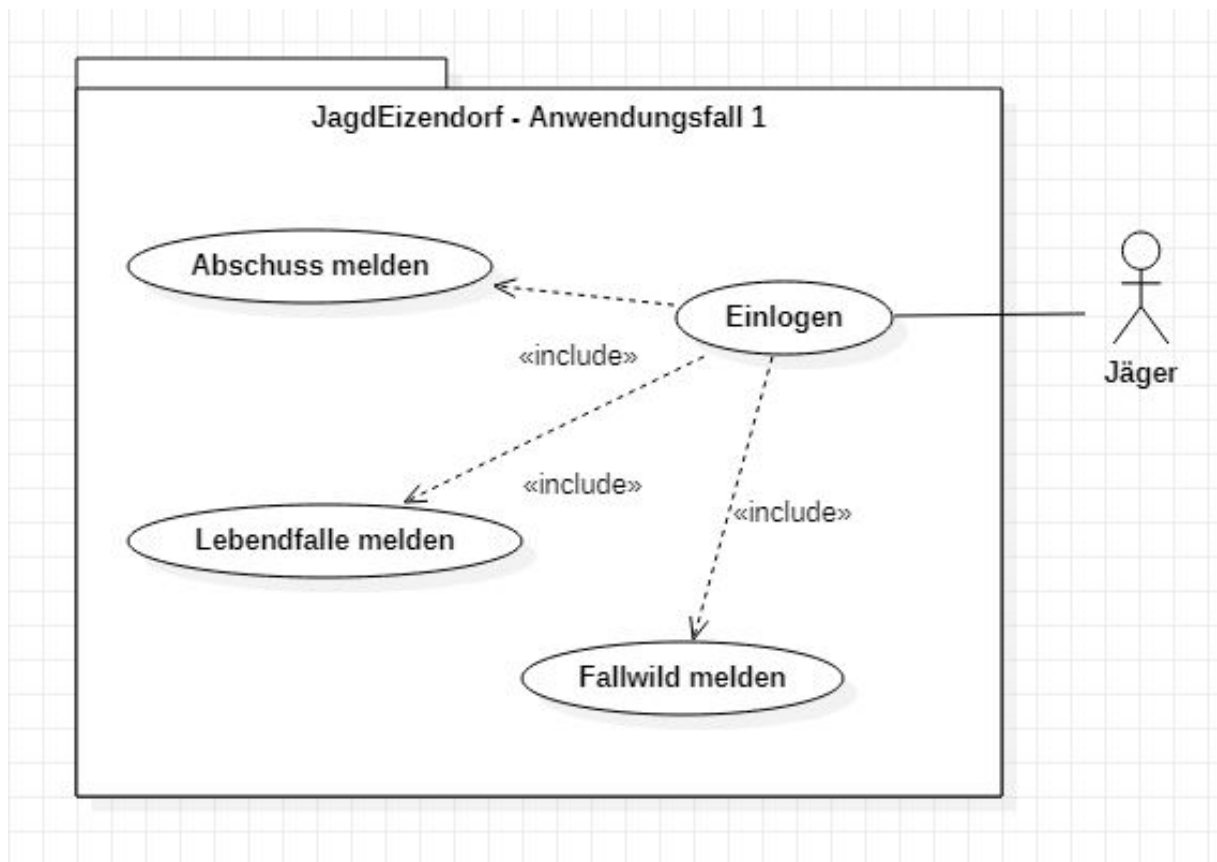 JagdEizendorf - Anwendungsfall 1
Abschuss melden
Einlogen
«include»
Jäger
«include»
«include»
Lebendfalle melden
Fallwild melden